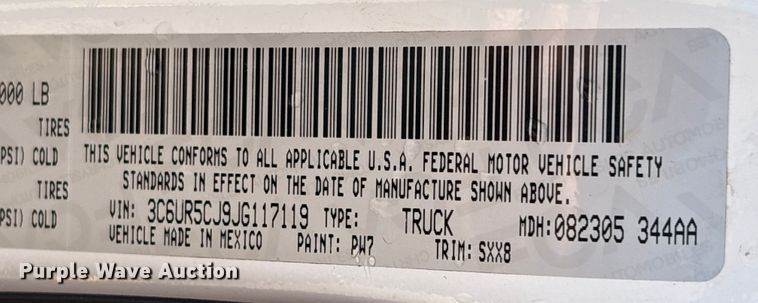 000 LB
TIRES
PSI) COLD
TIRES
PSI) COLD
THIS VEHICLE CONFORMS TO ALL APPLICABLE U.S.A. FEDERAL MOTOR VEHICLE SAFETY
STANDARDS IN EFFECT ON THE DATE OF MANUFACTURE SHOWN ABOVE.
VIN: 3C6UR5CJ9JG117119 TYPE: TRUCK MDH: 082305 344AA
VEHICLE MADE IN MEXICO PAINT: PW7 TRIM: SXX8
Purple Wave Auction